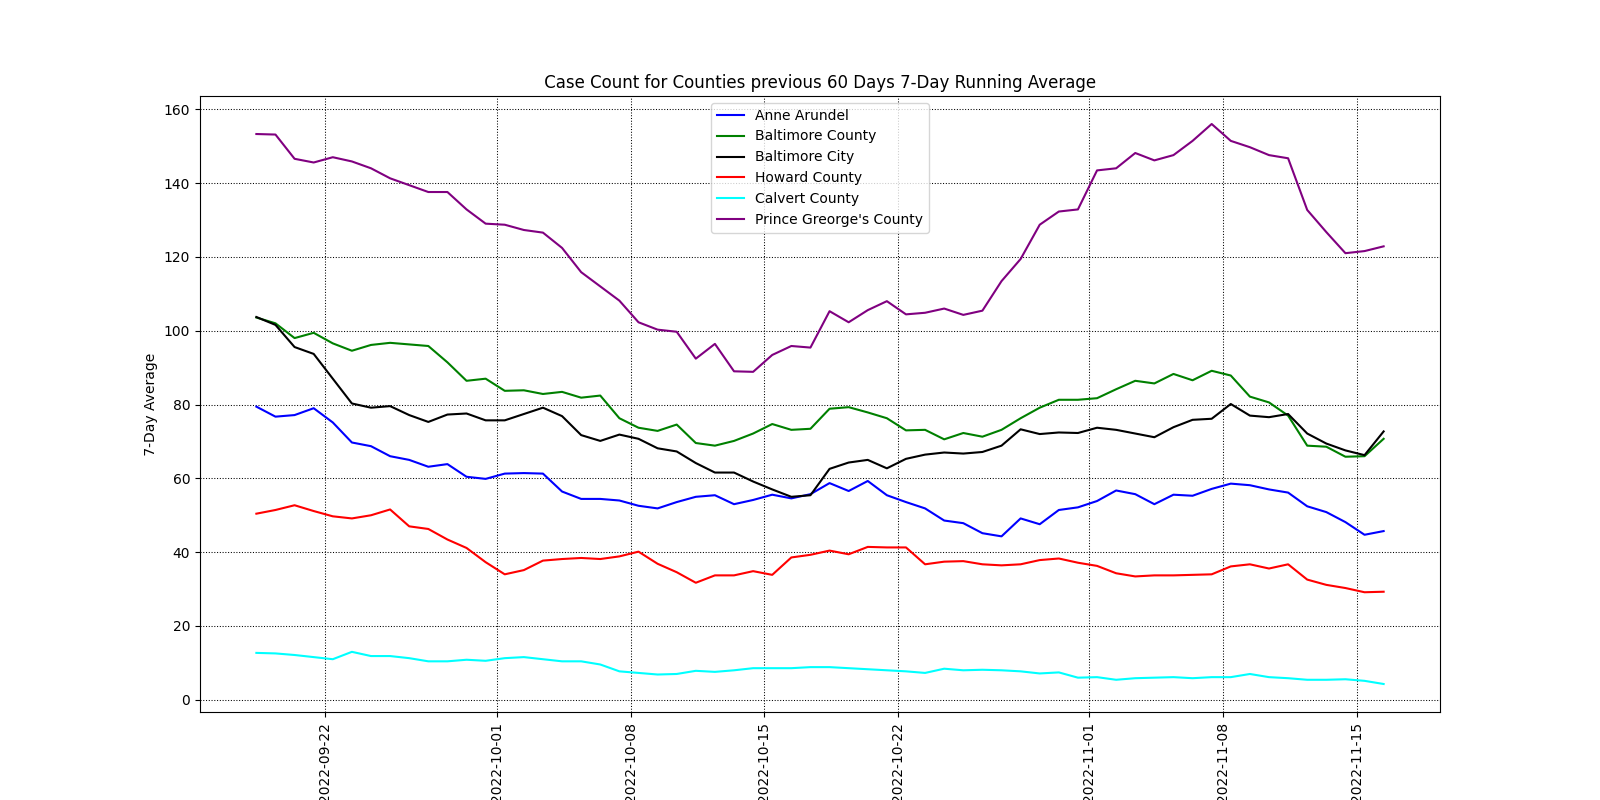 Case Count for Counties previous 60 Days 7-Day Running Average
160
140
120
100
80
60
40
20
0
7-Day Average
Anne Arundel
Baltimore County
Baltimore City
Howard County
Calvert County
Prince Greorge's County
2022-09-22
2022-10-01
2022-10-08
2022-10-15
2022-10-22
2022-11-01
2022-11-08
2022-11-15